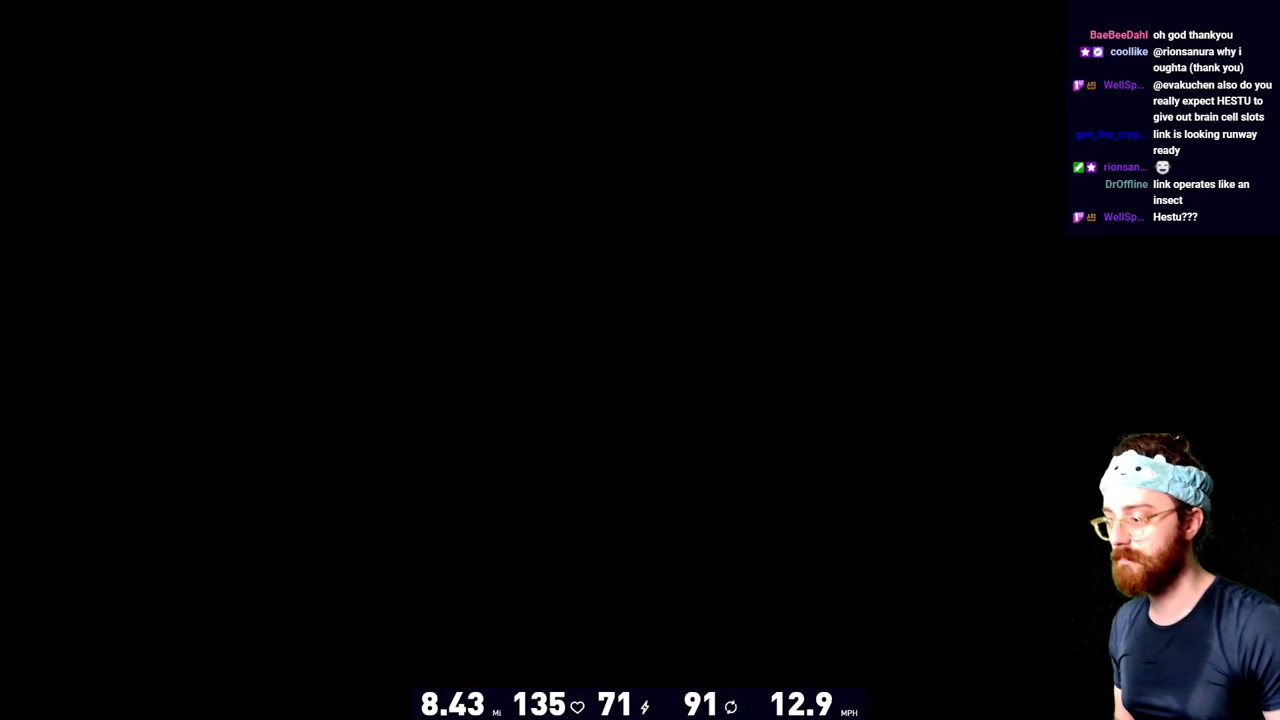 BaeBeeDahl oh god thankyou
coollike @rionsanura why i
oughta (thank you)
WellSp... @evakuchen also do you
really expect HESTU to
give out brain cell slots
gon_the_cryp... link is looking runway
ready
rionsan...
DrOffline link operates like an
insect
WellSp... Hestu???
8.43 Mi 135 71 91 12.9 MPH